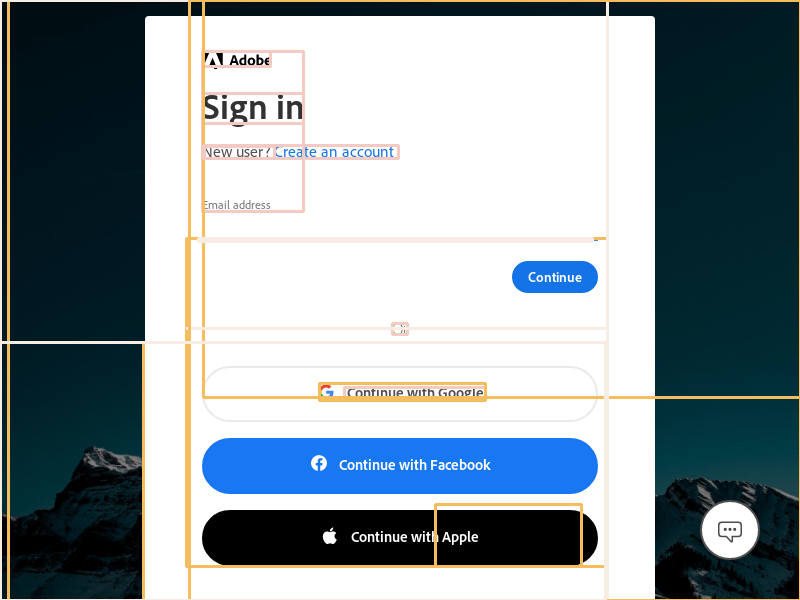 Adobe
Sign in
New user? Create an account
Email address
Continue
Continue with Google
Continue with Facebook
Continue with Apple